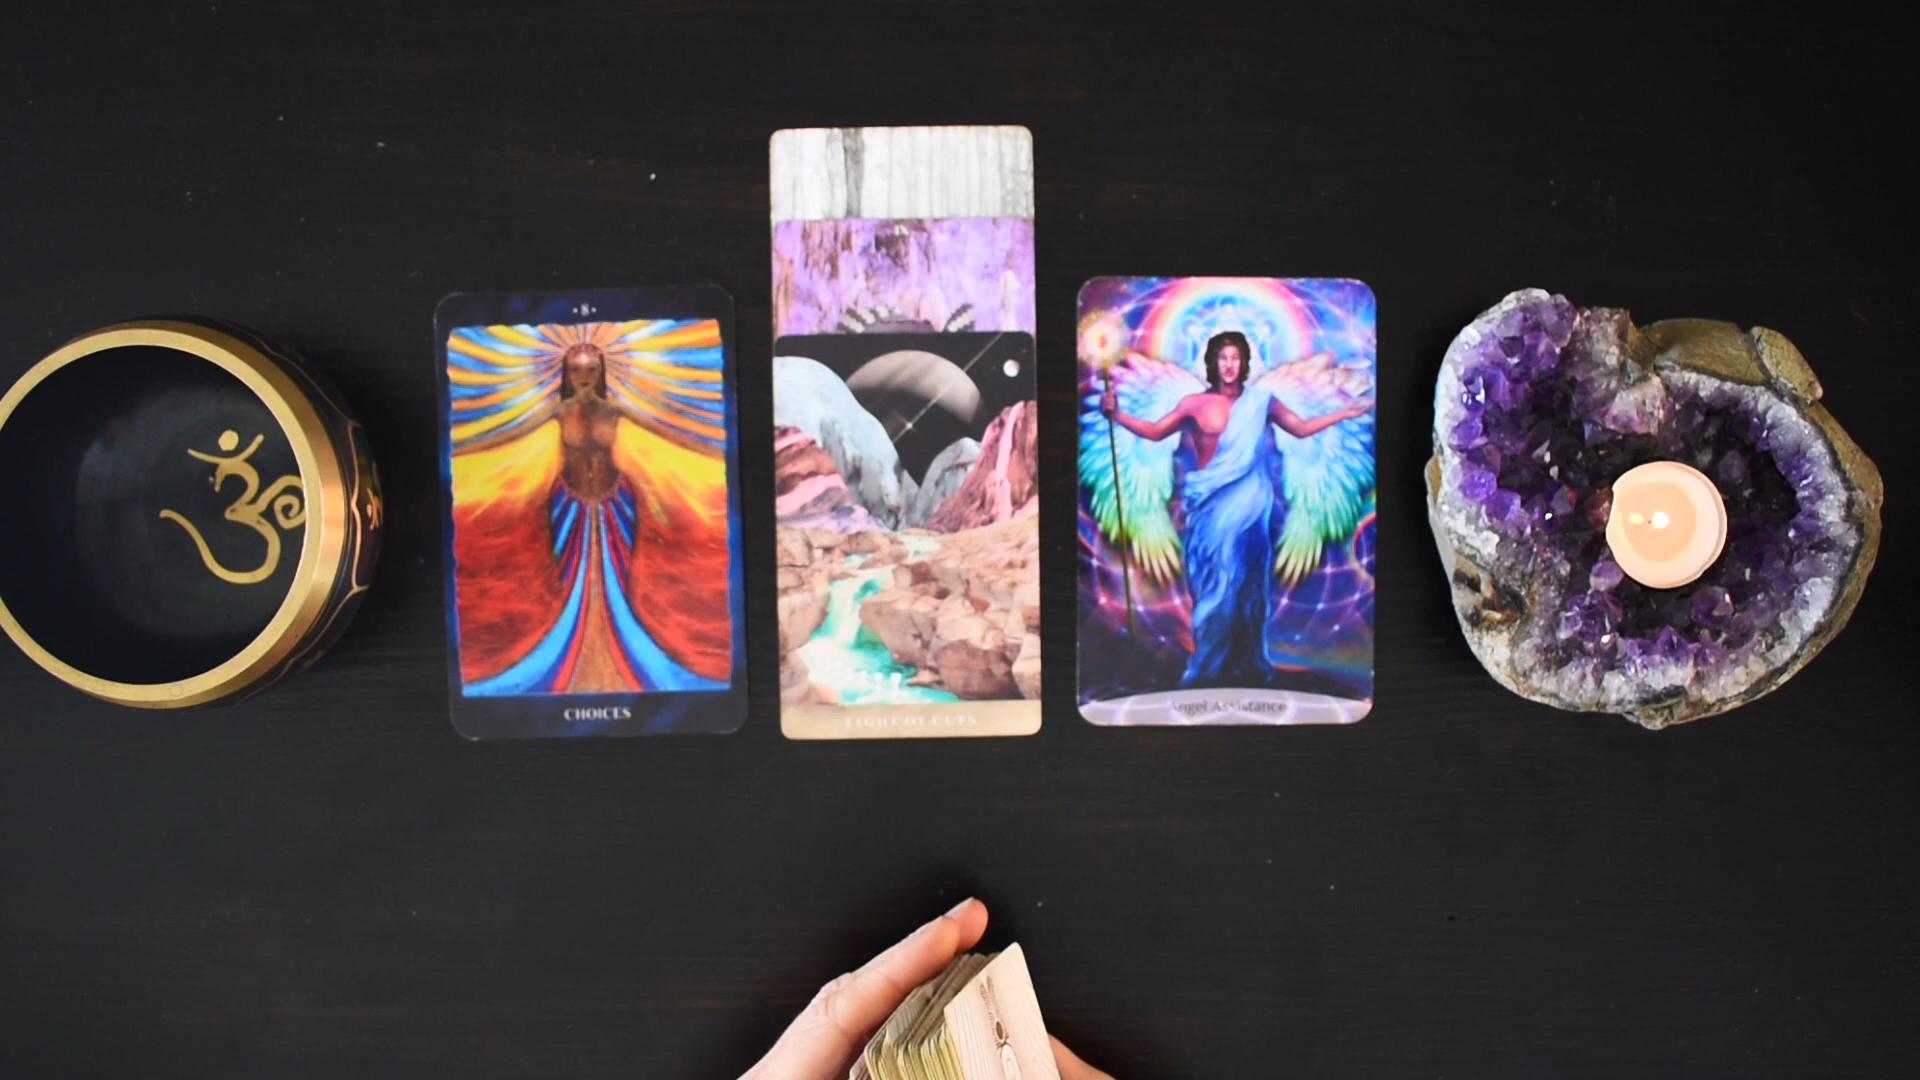 ॐ
•8•
CHOICES
EIGHT OF CUPS
Angel Assistance